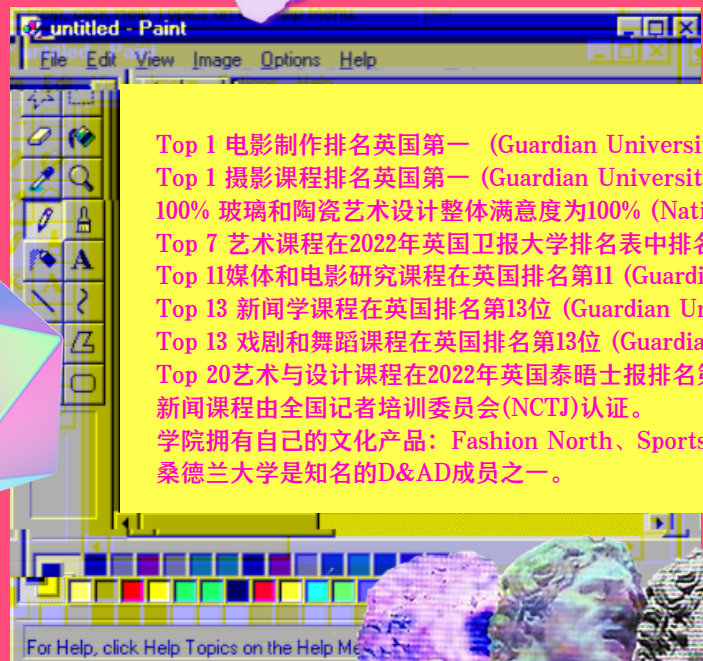 untitled - Paint
File Edit View Image Options Help
Top 1 电影制作排名英国第一 (Guardian
Top 1 摄影课程排名英国第一 (Guardian
100% 玻璃和陶瓷艺术设计整体满意度为100%
Top 7 艺术课程在2022年英国卫报大学排名表中排名
Top 11媒体和电影研究课程在英国排名第11
Top 13 新闻学课程在英国排名第13位 (Guardian
Top 13 戏剧和舞蹈课程在英国排名第13位
Top 20艺术与设计课程在2022年英国泰晤士报排名
新闻课程由全国记者培训委员会(NCTJ)认证。
学院拥有自己的文化产品：Fashion North、Sports
桑德兰大学是知名的D&AD成员之一。
For Help, click Help Topics on the Help